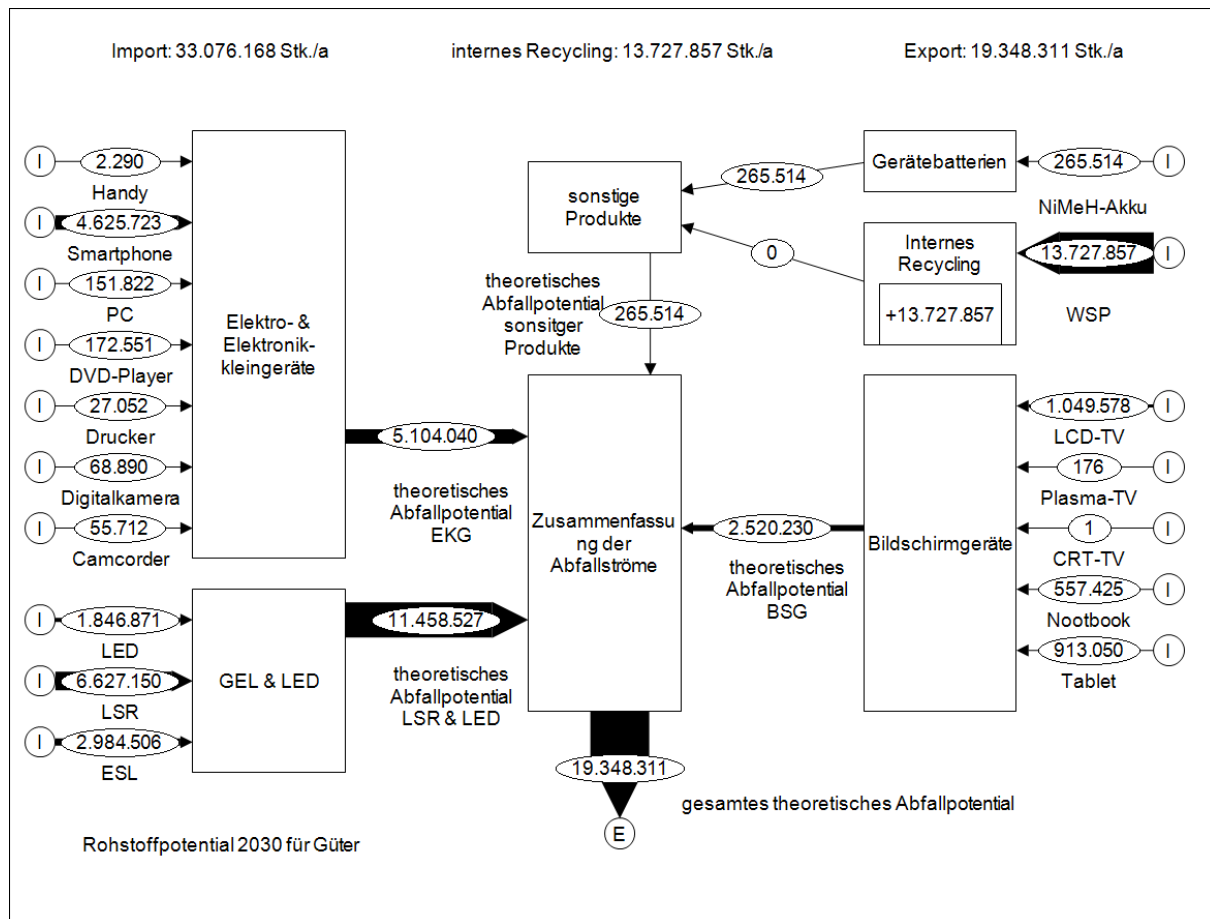 Import: 33.076.168 Stk./a
internes Recycling: 13.727.857 Stk./a
Export: 19.348.311 Stk./a
I
2.290
Handy
I
4.625.723
Smartphone
I
151.822
PC
I
172.551
DVD-Player
I
27.052
Drucker
I
68.890
Digitalkamera
I
55.712
Camcorder
Elektro- &
Elektronik-
kleingeräte
5.104.040
theoretisches
Abfallpotential
EKG
I
1.846.871
LED
I
6.627.150
LSR
I
2.984.506
ESL
GEL & LED
11.458.527
theoretisches
Abfallpotential
LSR & LED
sonstige
Produkte
265.514
0
theoretisches
Abfallpotential
sonsitger
Produkte
265.514
Zusammenfassu
ng der
Abfallströme
19.348.311
E
gesamtes theoretisches Abfallpotential
Gerätebatterien
265.514
I
NiMeH-Akku
Internes
Recycling
+13.727.857
13.727.857
I
WSP
2.520.230
theoretisches
Abfallpotential
BSG
Bildschirmgeräte
1.049.578
I
LCD-TV
176
I
Plasma-TV
1
I
CRT-TV
557.425
I
Nootbook
913.050
I
Tablet
Rohstoffpotential 2030 für Güter